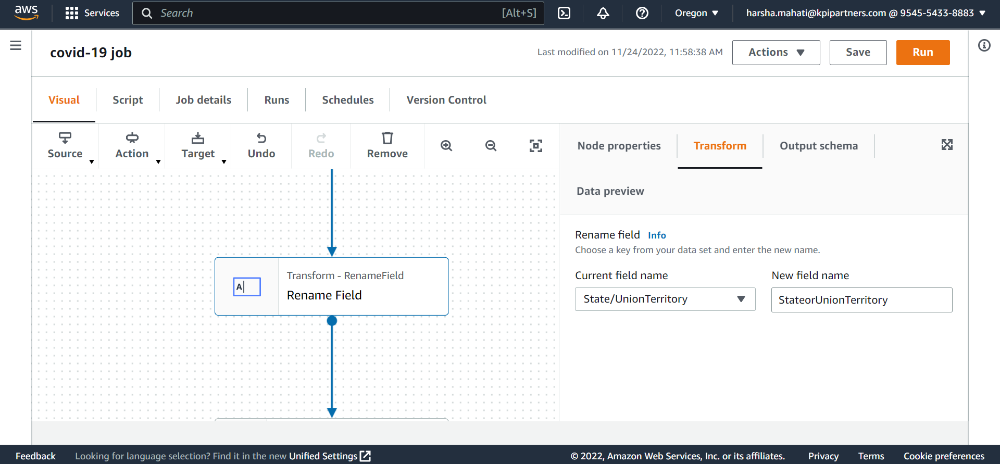 aws
Services
Search
[Alt+S]
Oregon
harsha.mahati@kpipartners.com @ 9545-5433-8883
covid-19 job
Last modified on 11/24/2022, 11:58:38 AM
Actions
Save
Run
Visual
Script
Job details
Runs
Schedules
Version Control
Source
Action
Target
Undo
Redo
Remove
Node properties
Transform
Output schema
Data preview
Rename field Info
Choose a key from your data set and enter the new name.
Current field name
New field name
State/UnionTerritory
StateorUnionTerritory
Transform - RenameField
A
Rename Field
Feedback
Looking for language selection? Find it in the new Unified Settings
© 2022, Amazon Web Services, Inc. or its affiliates.
Privacy
Terms
Cookie preferences